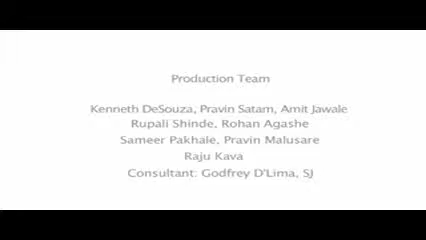 Production Team
Kenneth DeSouza, Pravin Satam, Amit Jawale
Rupali Shinde, Rohan Agashe
Sameer Pakhale, Pravin Malusare
Raju Kava
Consultant: Godfrey D'Lima, SJ